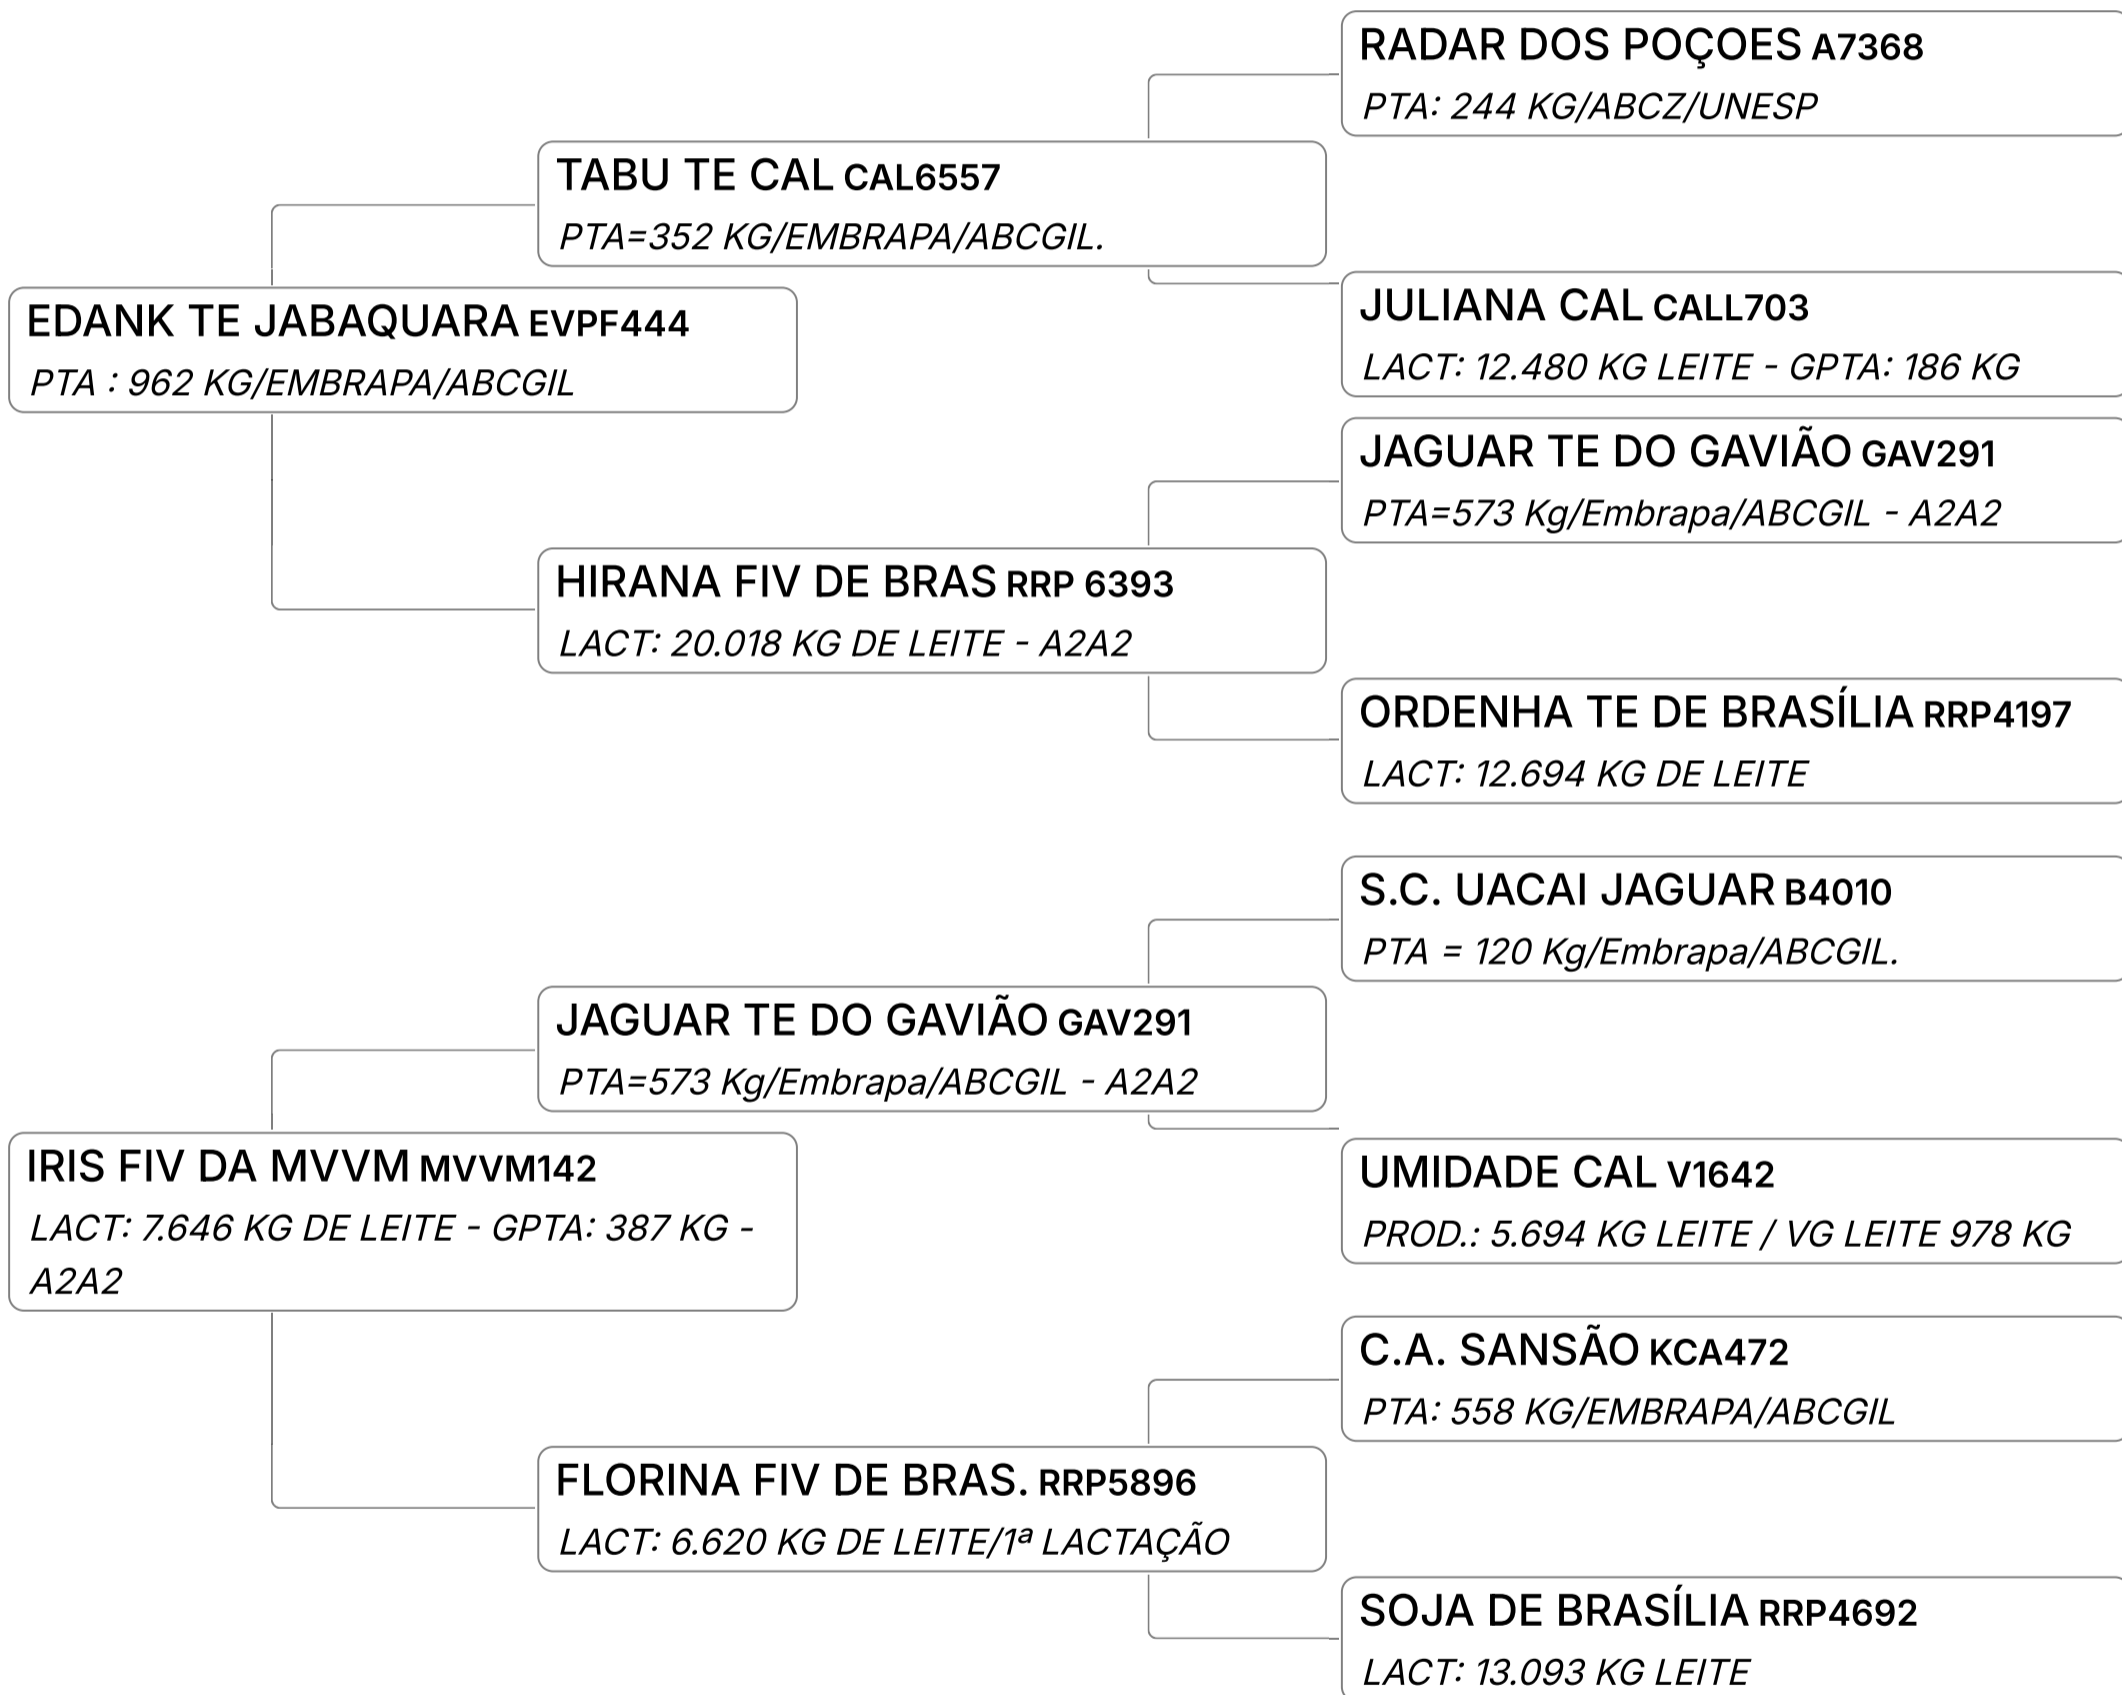 RADAR DOS POÇOES A7368
PTA: 244 KG/ABCZ/UNESP
TABU TE CAL CAL6557
PTA=352 KG/EMBRAPA/ABCGIL.
JULIANA CAL CALL703
LACT: 12.480 KG LEITE - GPTA: 186 KG
EDANK TE JABAQUARA EVPF444
PTA : 962 KG/EMBRAPA/ABCGIL
JAGUAR TE DO GAVIÃO GAV291
PTA=573 Kg/Embrapa/ABCGIL - A2A2
HIRANA FIV DE BRAS RRP 6393
LACT: 20.018 KG DE LEITE - A2A2
ORDENHA TE DE BRASÍLIA RRP4197
LACT: 12.694 KG DE LEITE
S.C. UACAI JAGUAR B4010
PTA = 120 Kg/Embrapa/ABCGIL.
JAGUAR TE DO GAVIÃO GAV291
PTA=573 Kg/Embrapa/ABCGIL - A2A2
UMIDADE CAL V1642
PROD.: 5.694 KG LEITE / VG LEITE 978 KG
IRIS FIV DA MVVM MVVM142
LACT: 7.646 KG DE LEITE - GPTA: 387 KG -
A2A2
C.A. SANSÃO KCA472
PTA: 558 KG/EMBRAPA/ABCGIL
FLORINA FIV DE BRAS. RRP5896
LACT: 6.620 KG DE LEITE/1ª LACTAÇÃO
SOJA DE BRASÍLIA RRP4692
LACT: 13.093 KG LEITE